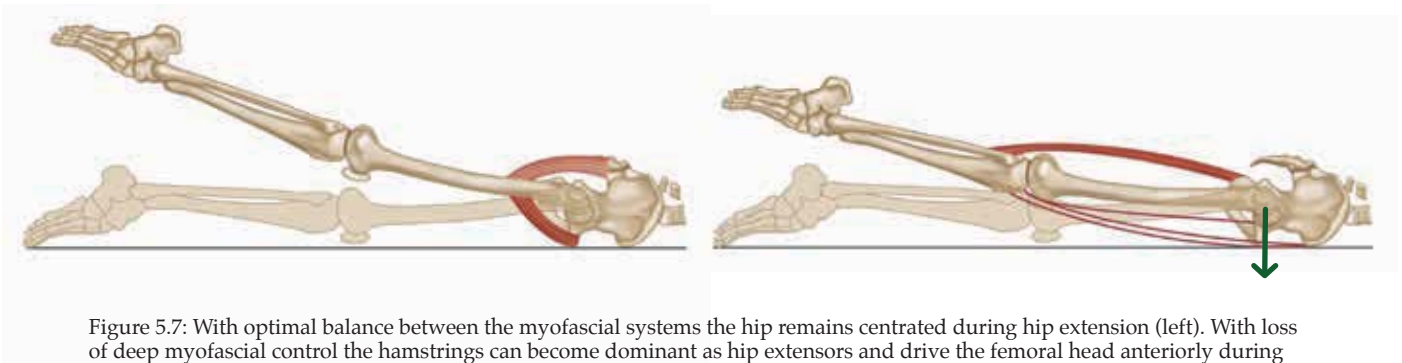 Figure 5.7: With optimal balance between the myofascial systems the hip remains centrated during hip extension (left). With loss
of deep myofascial control the hamstrings can become dominant as hip extensors and drive the femoral head anteriorly during